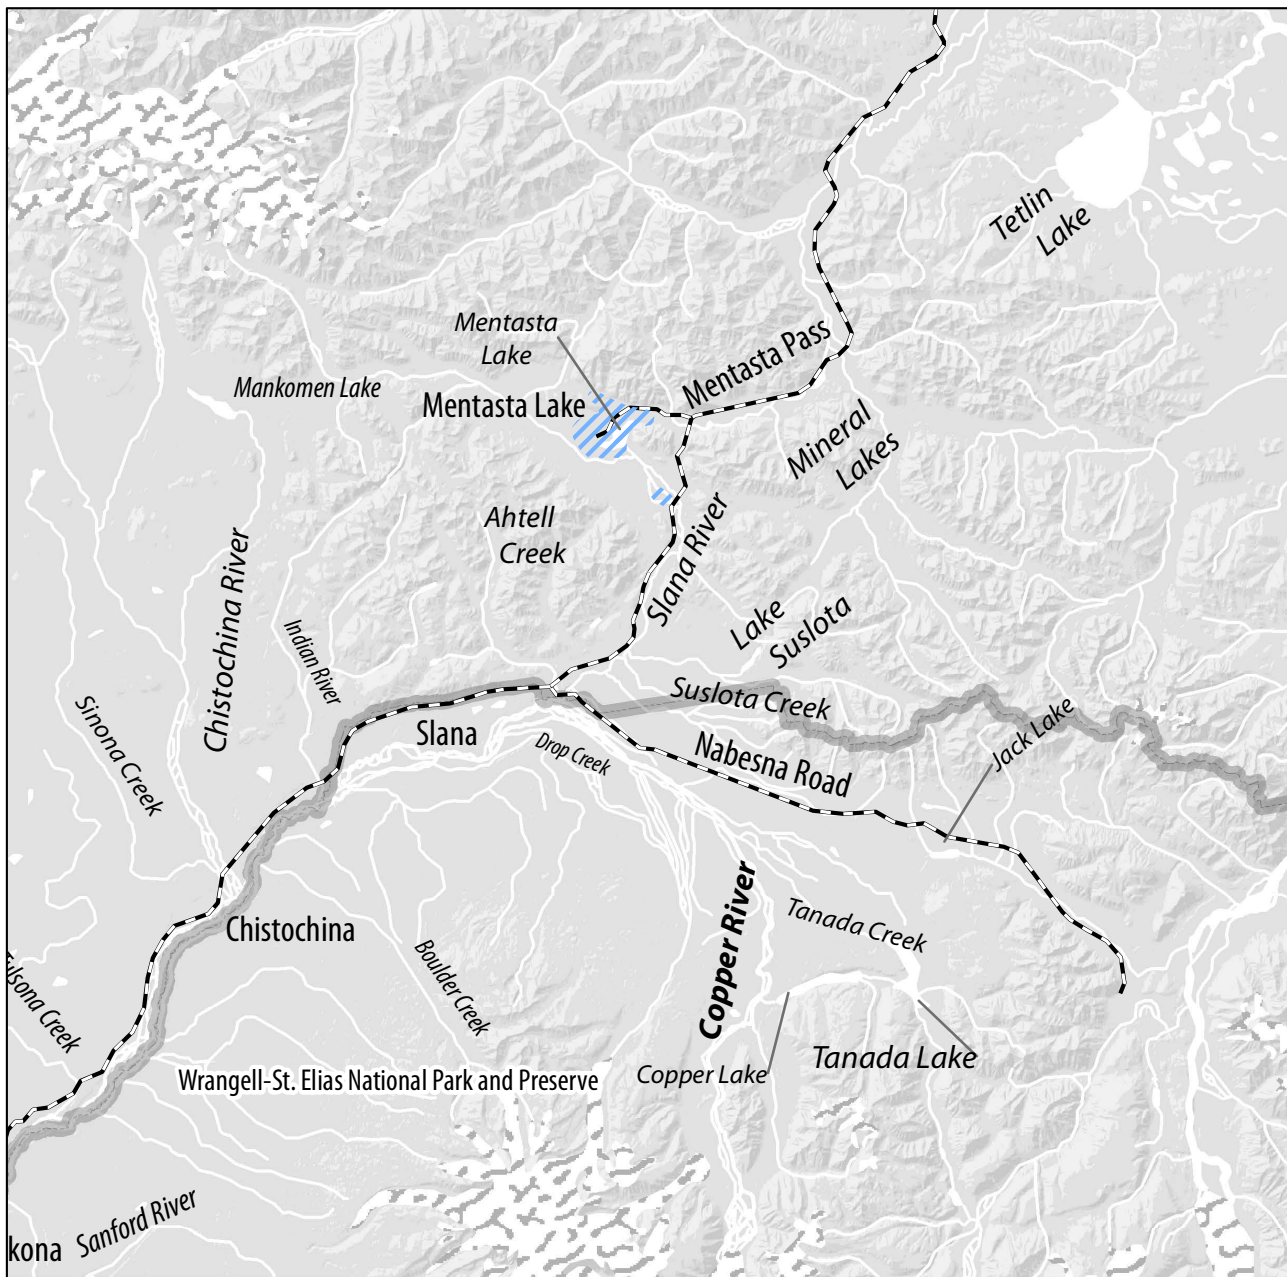 Tetlin
Lake
Mentasta
Lake
Mentasta Pass
Mankomen Lake
Mentasta Lake
Mineral
Lakes
Ahtell
Creek
Slana River
Chistochina River
Indian River
Lake
Suslota
Suslota Creek
Sinona Creek
Slana
Drop Creek
Nabesna Road
Jack Lake
Copper River
Tanada Creek
Chistochina
Boulder Creek
Tulsona Creek
Wrangell-St. Elias National Park and Preserve
Copper Lake
Tanada Lake
Sanford River
kona